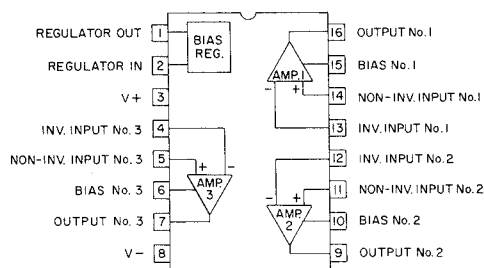 REGULATOR OUT 1
REGULATOR IN 2
V+ 3
INV. INPUT No. 3 4
NON-INV. INPUT No. 3 5
BIAS No. 3 6
OUTPUT No. 3 7
V- 8
BIAS
REG.
AMP.1
- +
+ -
AMP.
3
- +
AMP.
2
16 OUTPUT No.1
15 BIAS No.1
14 NON-INV. INPUT No.1
13 INV. INPUT No.1
12 INV. INPUT No.2
11 NON-INV. INPUT No.2
10 BIAS No.2
9 OUTPUT No.2